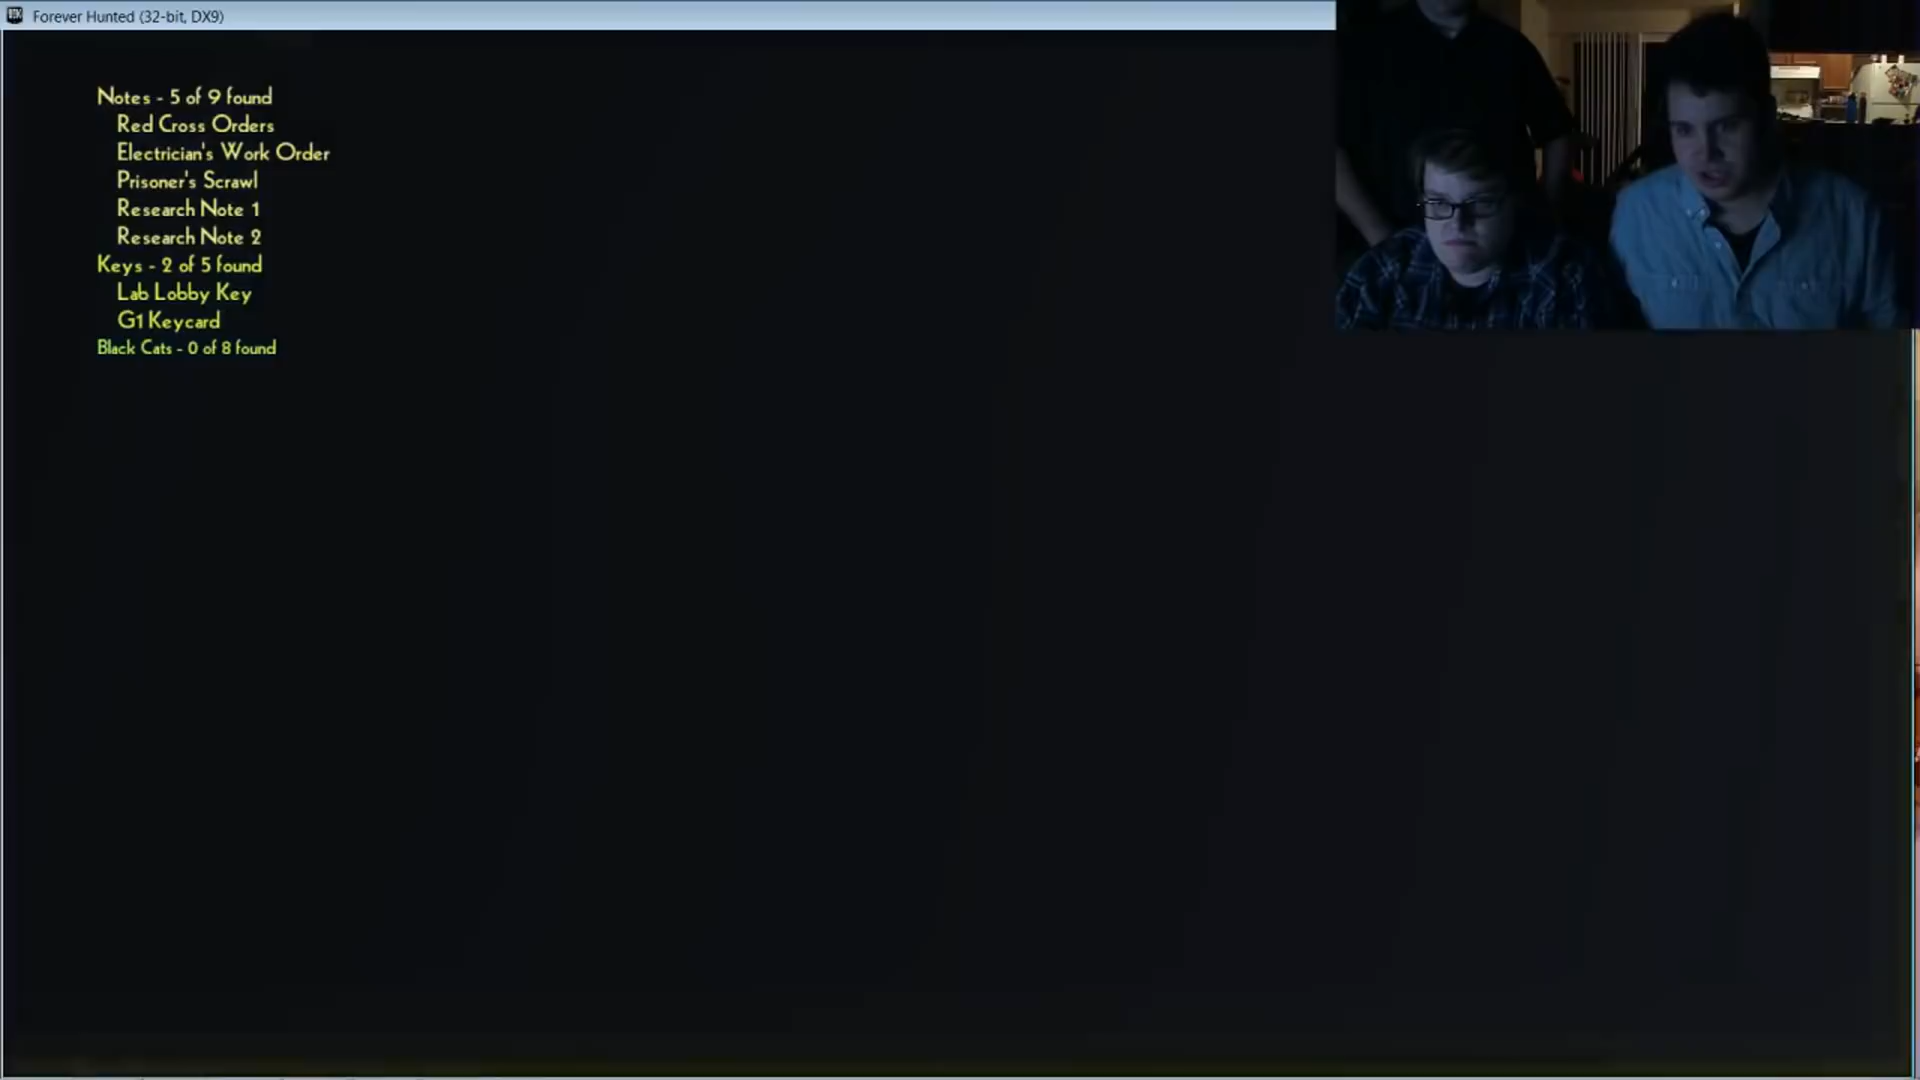 Forever Hunted (32-bit, DX9)
Notes - 5 of 9 found
Red Cross Orders
Electrician's Work Order
Prisoner's Scrawl
Research Note 1
Research Note 2
Keys - 2 of 5 found
Lab Lobby Key
G1 Keycard
Black Cats - 0 of 8 found